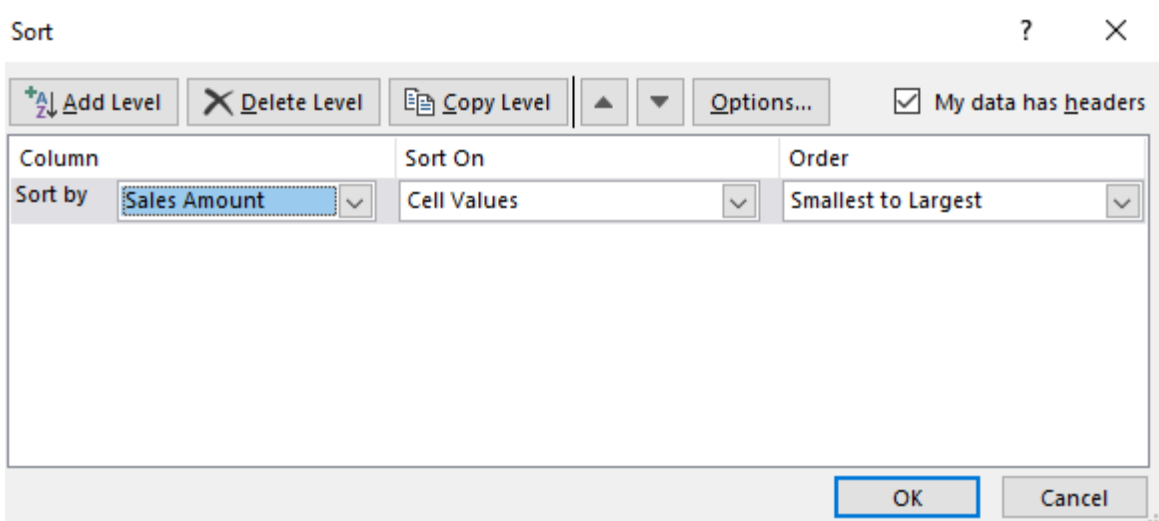 Sort ?
Add Level Delete Level Copy Level Options... My data has headers
Column Sort On Order
Sort by Sales Amount Cell Values Smallest to Largest
OK Cancel